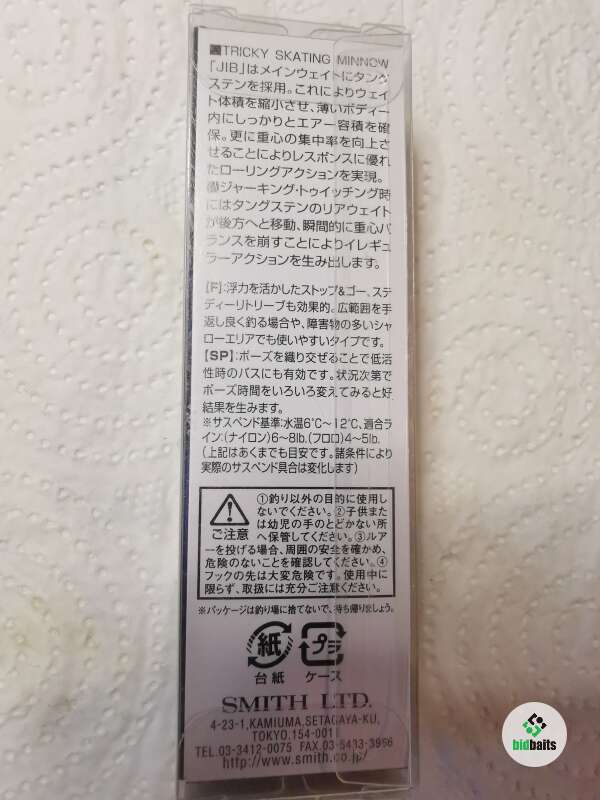 ■TRICKY SKATING MINNOW
「JIB」はメインウェイトにタング
ステンを採用。これによりウェイ
ト体積を縮小させ、薄いボディー
内にしっかりとエアー容積を確
保。更に重心の集中率を向上さ
せることによりレスポンスに優れ
たローリングアクションを実現。
ジャーキング・トゥイッチング時
にはタングステンのリアウェイト
が後方へと移動、瞬間的に重心バ
ランスを崩すことによりイレギュ
ラーアクションを生み出します。
[F]:浮力を活かしたストップ&ゴー、ステ
ディーリトリーブも効果的。広範囲を手
返し良く釣る場合や、障害物の多いシャ
ローエリアでも使いやすいタイプです。
[SP]:ポーズを織り交ぜることで低活
性時のバスにも有効です。状況次第で
ポーズ時間をいろいろ変えてみると好
結果を生みます。
※サスペンド基準:水温6℃〜12℃、適合ラ
イン:(ナイロン)6〜8lb.(フロロ)4〜5lb.
(上記はあくまでも目安です。諸条件により
実際のサスペンド具合は変化します)
ご注意
①釣り以外の目的に使用し
ないでください。②子供また
は幼児の手のとどかない所
へ保管してください。③ルア
ーを投げる場合、周囲の安全を確かめ、
危険のないことを確認してください。④
フックの先は大変危険です。使用中に
限らず、取扱には充分ご注意ください。
※パッケージは釣り場に捨てないで、持ち帰りましょう。
紙 プラ
台紙 ケース
SMITH LTD.
4-23-1,KAMIUMA,SETAGAYA-KU,
TOKYO.154-0011
TEL.03-3412-0075 FAX.03-5433-3966
http://www.smith.co.jp/
bidbaits